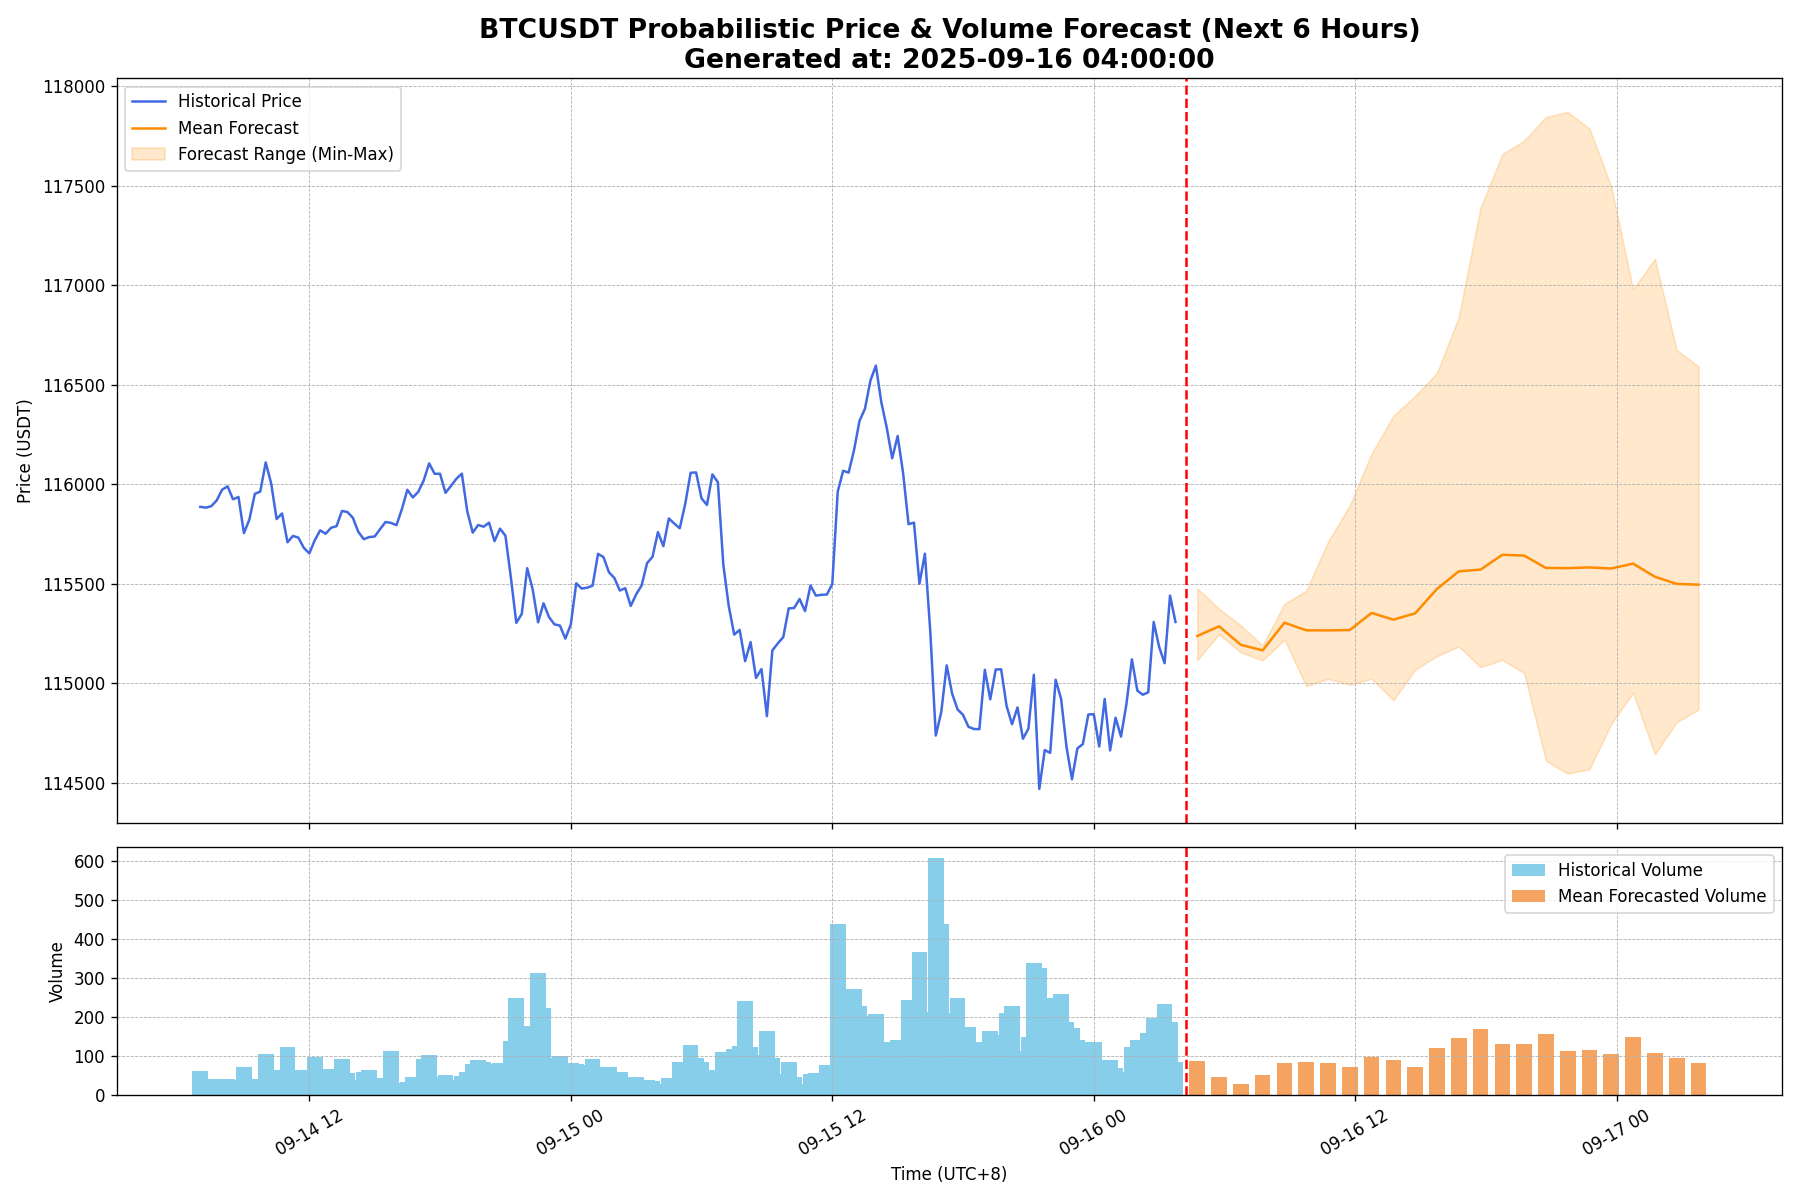 BTCUSDT Probabilistic Price & Volume Forecast (Next 6 Hours)
Generated at: 2025-09-16 04:00:00
Historical Price
Mean Forecast
Forecast Range (Min-Max)
118000
117500
117000
116500
116000
115500
115000
114500
Price (USDT)
Historical Volume
Mean Forecasted Volume
600
500
400
300
200
100
0
Volume
09-14 12
09-15 00
09-15 12
09-16 00
09-16 12
09-17 00
Time (UTC+8)